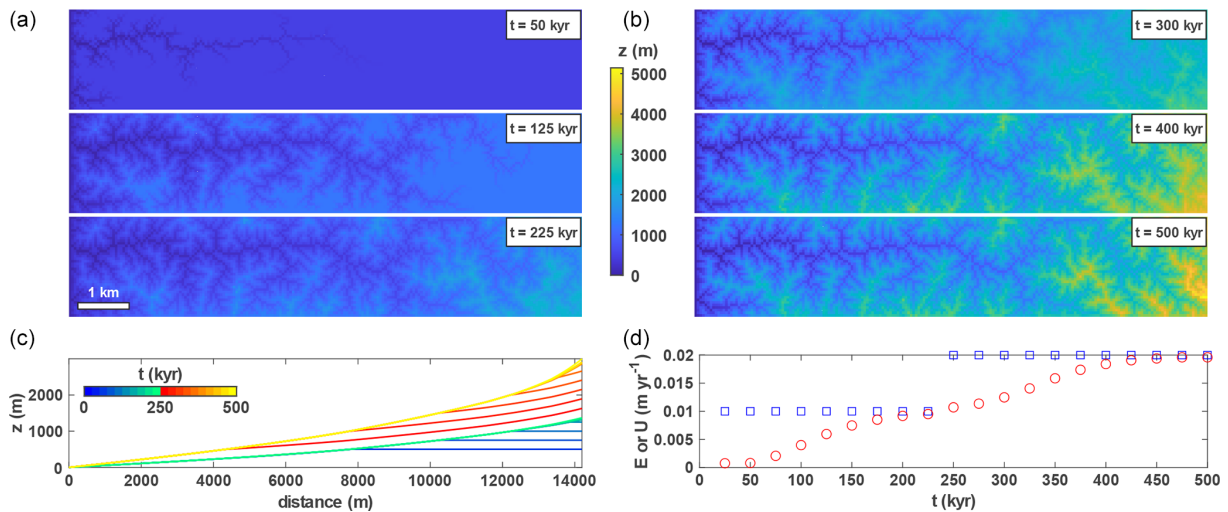 (a)
t = 50 kyr
t = 125 kyr
t = 225 kyr
1 km
z (m)
5000
4000
3000
2000
1000
0
(b)
t = 300 kyr
t = 400 kyr
t = 500 kyr
(c)
t (kyr)
0 250 500
z (m)
2000
1000
0
0 2000 4000 6000 8000 10000 12000 14000
distance (m)
(d)
E or U (m yr⁻¹)
0.02
0.015
0.01
0.005
0
0 50 100 150 200 250 300 350 400 450 500
t (kyr)